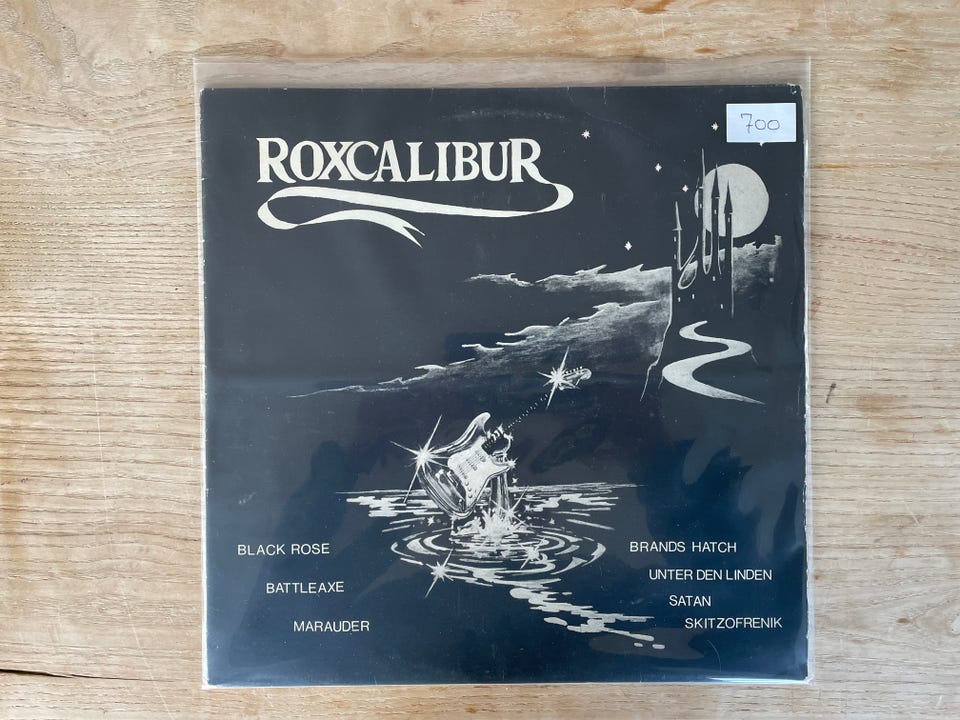 ROXCALIBUR
700
BLACK ROSE
BATTLEAXE
MARAUDER
BRANDS HATCH
UNTER DEN LINDEN
SATAN
SKITZOFRENIK